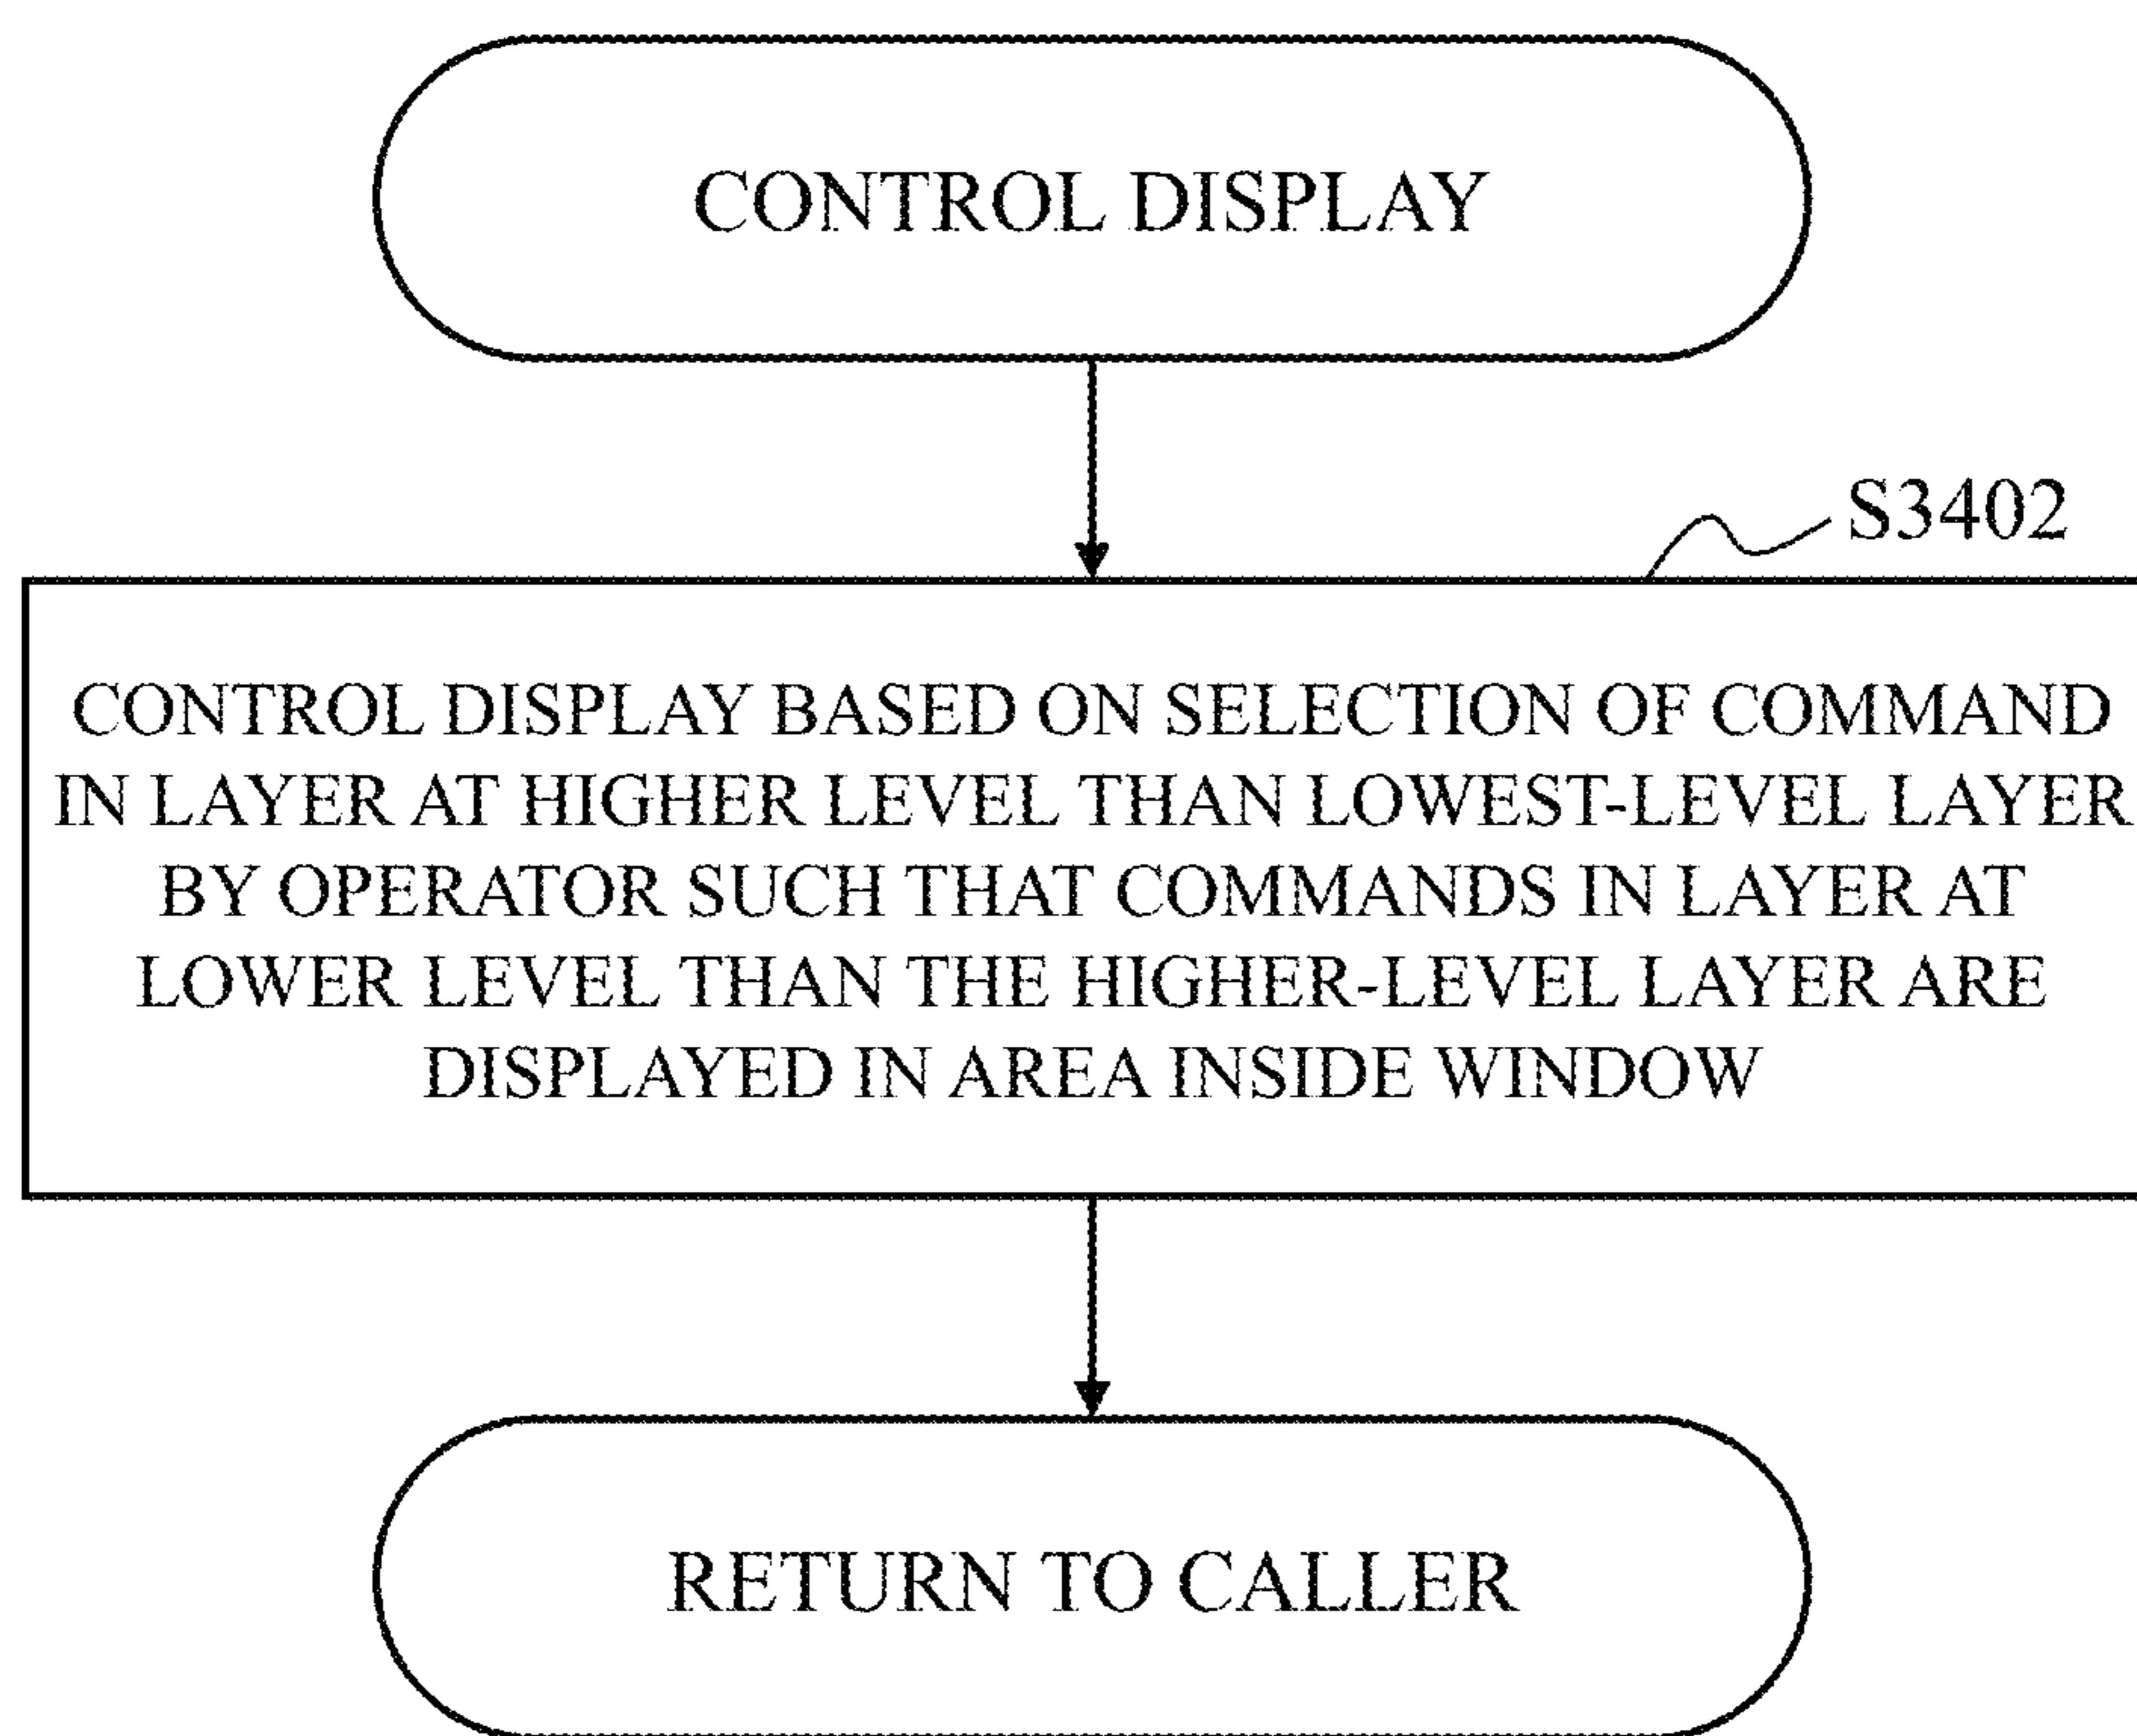 CONTROL DISPLAY
S3402
CONTROL DISPLAY BASED ON SELECTION OF COMMAND
IN LAYER AT HIGHER LEVEL THAN LOWEST-LEVEL LAYER
BY OPERATOR SUCH THAT COMMANDS IN LAYER AT
LOWER LEVEL THAN THE HIGHER-LEVEL LAYER ARE
DISPLAYED IN AREA INSIDE WINDOW
RETURN TO CALLER